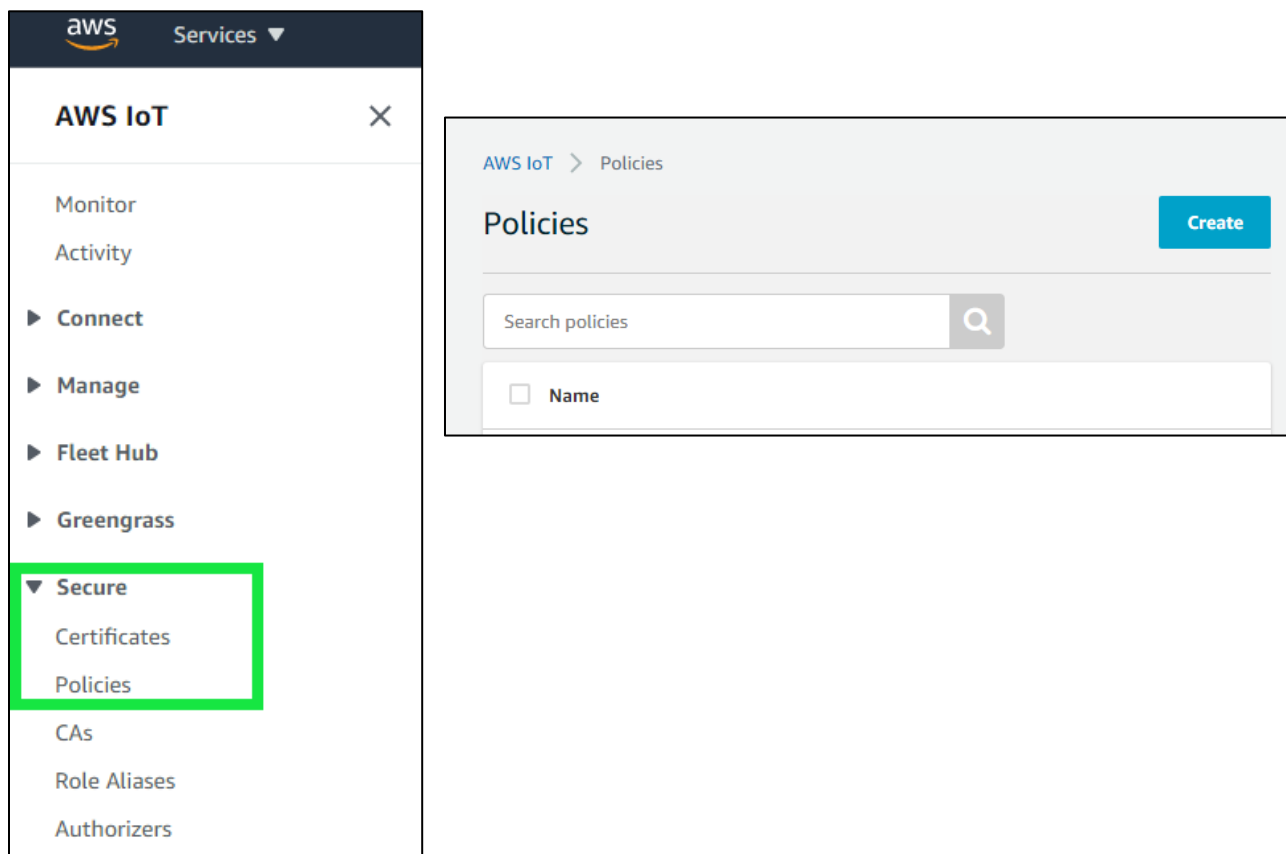 aws
Services
AWS IoT
Monitor
Activity
Connect
Manage
Fleet Hub
Greengrass
Secure
Certificates
Policies
CAs
Role Aliases
Authorizers
AWS IoT > Policies
Policies
Create
Search policies
Name